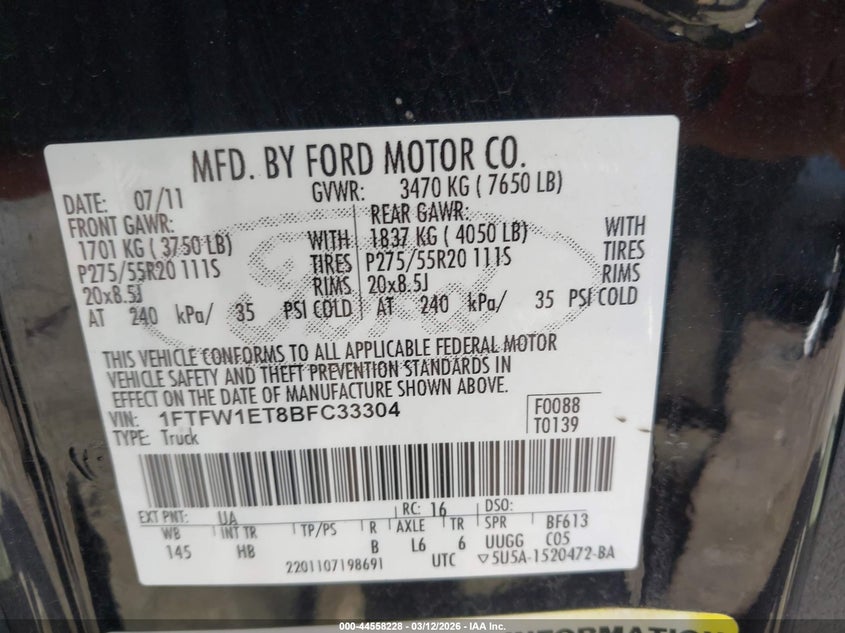 MFD. BY FORD MOTOR CO.
DATE: 07/11 GVWR: 3470 KG ( 7650 LB)
FRONT GAWR: REAR GAWR:
1701 KG ( 3750 LB) WITH 1837 KG ( 4050 LB) WITH
P275/55R20 111S TIRES P275/55R20 111S TIRES
20x8.5J RIMS 20x8.5J RIMS
AT 240 kPa/ 35 PSI COLD AT 240 kPa/ 35 PSI COLD
THIS VEHICLE CONFORMS TO ALL APPLICABLE FEDERAL MOTOR
VEHICLE SAFETY AND THEFT PREVENTION STANDARDS IN
EFFECT ON THE DATE OF MANUFACTURE SHOWN ABOVE.
VIN: 1FTFW1ET8BFC33304 F0088
TYPE: Truck T0139
EXT PNT: UA RC: 16 DSO:
WB INT TR TP/PS R AXLE TR SPR BF613
145 HB B L6 6 UUGG C05
2201107198691 UTC ▽5U5A-1520472-BA
INFORMATION
000-44558228 - 03/12/2026 - IAA Inc.